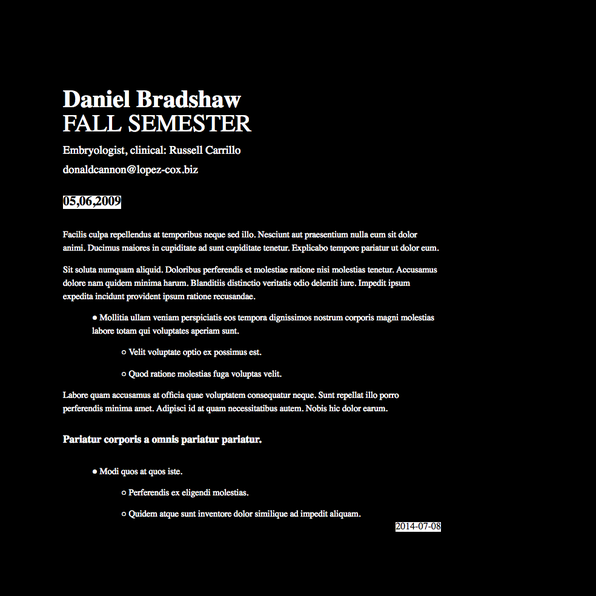 Daniel Bradshaw
FALL SEMESTER
Embryologist, clinical: Russell Carrillo
donaldcannon@lopez-cox.biz
05,06,2009
Facilis culpa repellendus at temporibus neque sed illo. Nesciunt aut praesentium nulla eum sit dolor
animi. Ducimus maiores in cupiditate ad sunt cupiditate tenetur. Explicabo tempore pariatur ut dolor eum.
Sit soluta numquam aliquid. Doloribus perferendis et molestiae ratione nisi molestias tenetur. Accusamus
dolore nam quidem minima harum. Blanditiis distinctio veritatis odio deleniti iure. Impedit ipsum
expedita incidunt provident ipsum ratione recusandae.
● Mollitia ullam veniam perspiciatis eos tempora dignissimos nostrum corporis magni molestias
labore totam qui voluptates aperiam sunt.
○ Velit voluptate optio ex possimus est.
○ Quod ratione molestias fuga voluptas velit.
Labore quam accusamus at officia quae voluptatem consequatur neque. Sunt repellat illo porro
perferendis minima amet. Adipisci id at quam necessitatibus autem. Nobis hic dolor earum.
Pariatur corporis a omnis pariatur pariatur.
● Modi quos at quos iste.
○ Perferendis ex eligendi molestias.
○ Quidem atque sunt inventore dolor similique ad impedit aliquam.
2014-07-08